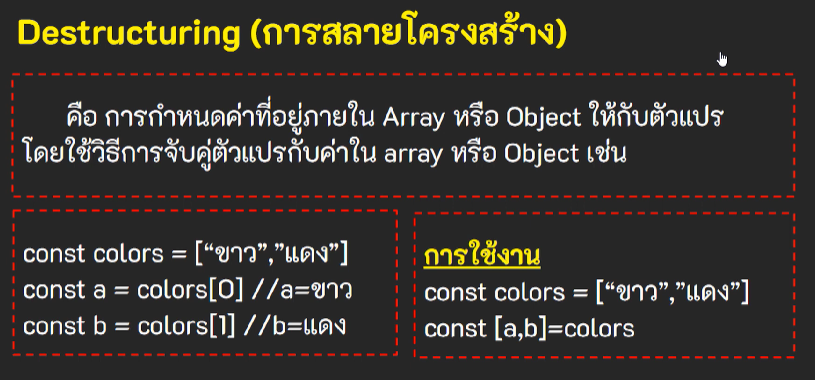 Destructuring (การสลายโครงสร้าง)
คือ การกำหนดค่าที่อยู่ภายใน Array หรือ Object ให้กับตัวแปร
โดยใช้วิธีการจับคู่ตัวแปรกับค่าใน array หรือ Object เช่น
const colors = [“ขาว”,”แดง”]
const a = colors[0] //a=ขาว
const b = colors[1] //b=แดง
การใช้งาน
const colors = [“ขาว”,”แดง”]
const [a,b]=colors